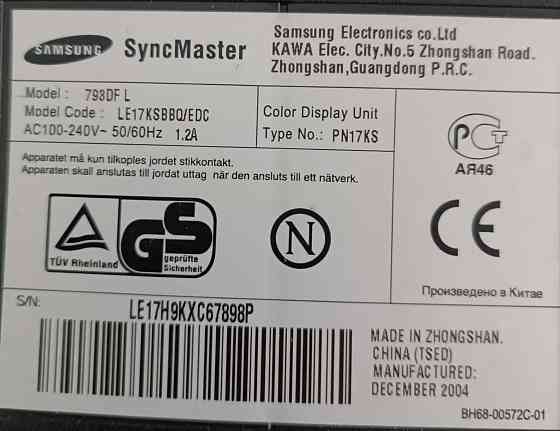 SAMSUNG SyncMaster
Samsung Electronics co.Ltd
KAWA Elec. City.No.5 Zhongshan Road.
Zhongshan,Guangdong P.R.C.
Model : 793DF L
Model Code : LE17KSBBQ/EDC
AC100-240V~ 50/60Hz 1.2A
Color Display Unit
Type No.: PN17KS
РСТ
АЯ46
Apparatet må kun tilkoples jordet stikkontakt.
Apparaten skall anslutas till jordat uttag när den ansluts till ett nätverk.
TÜV Rheinland
GS
geprüfte
Sicherheit
N
CE
Произведено в Китае
S/N:
LE17H9KXC67898P
MADE IN ZHONGSHAN.
CHINA (TSED)
MANUFACTURED:
DECEMBER 2004
BH68-00572C-01